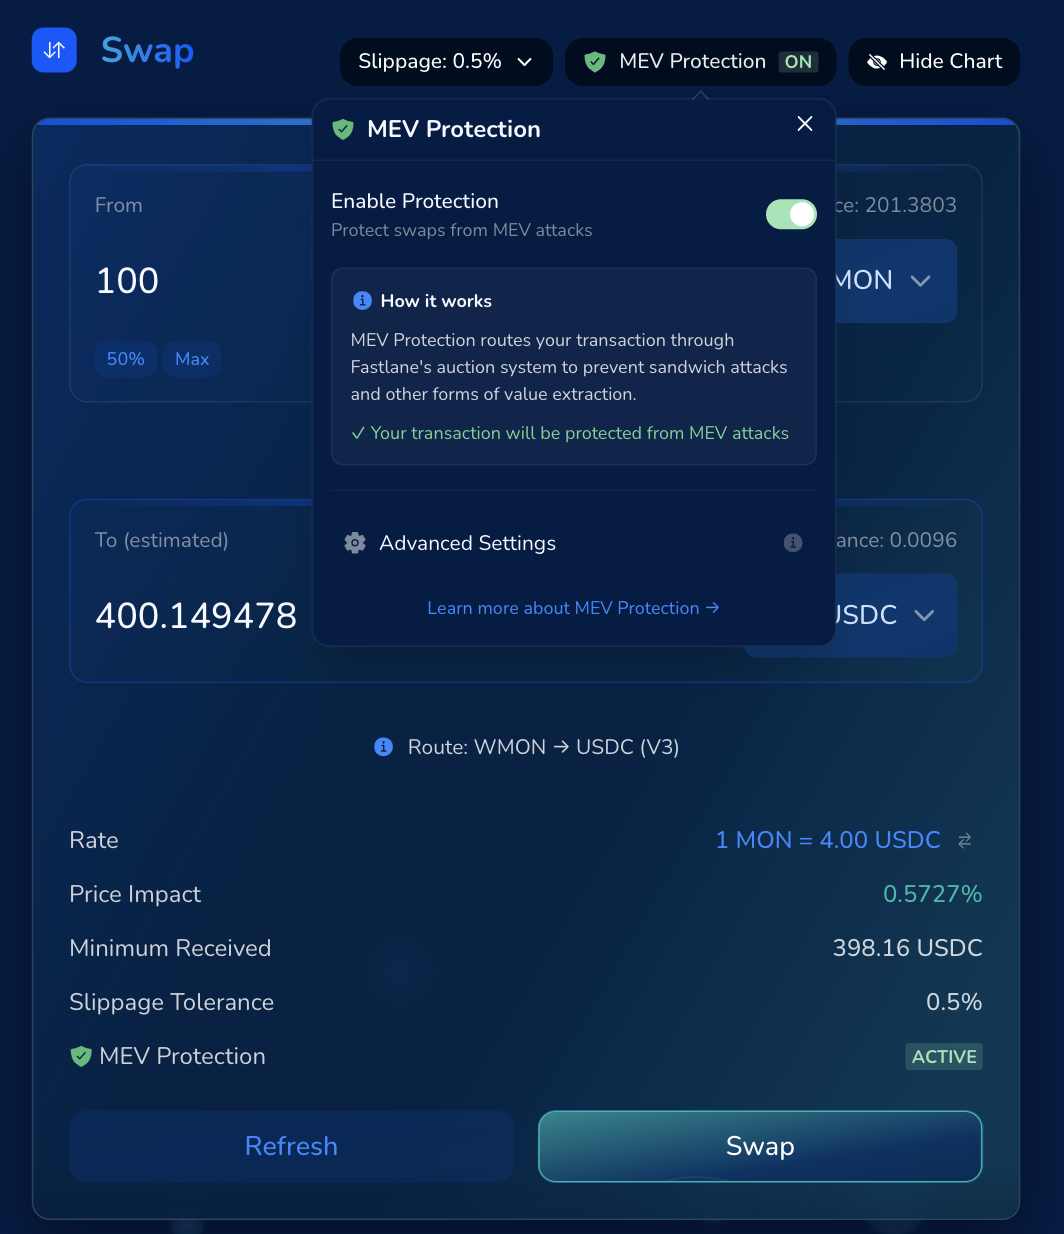 Swap
Slippage: 0.5%
MEV Protection ON
Hide Chart
MEV Protection
Enable Protection
Protect swaps from MEV attacks
How it works
MEV Protection routes your transaction through
Fastlane's auction system to prevent sandwich attacks
and other forms of value extraction.
✓ Your transaction will be protected from MEV attacks
Advanced Settings
Learn more about MEV Protection →
From
201.3803
100
MON
50%
Max
To (estimated)
0.0096
400.149478
USDC
Route: WMON → USDC (V3)
Rate 1 MON = 4.00 USDC
Price Impact 0.5727%
Minimum Received 398.16 USDC
Slippage Tolerance 0.5%
MEV Protection ACTIVE
Refresh
Swap